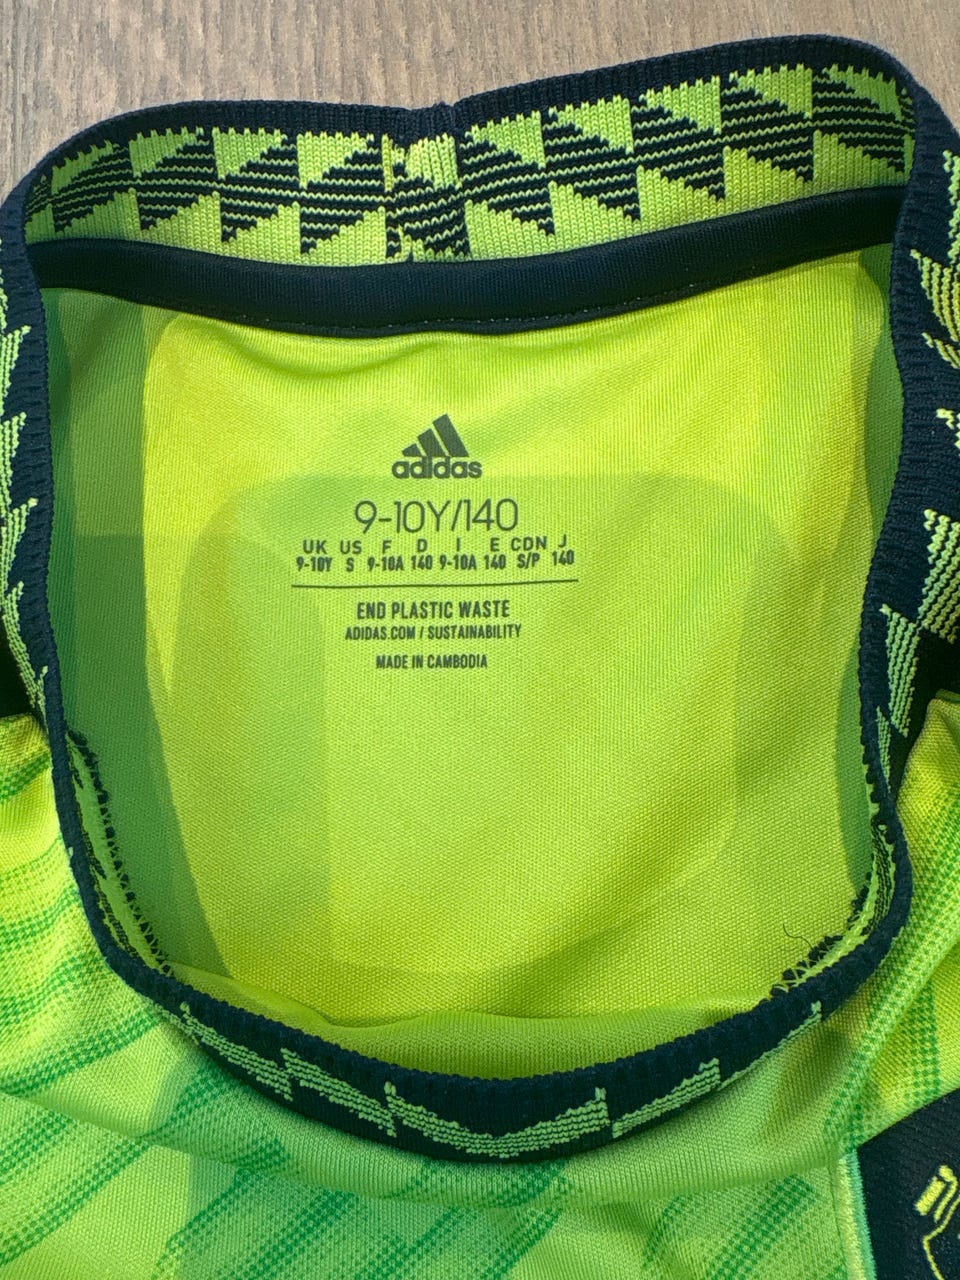 adidas
9-10Y/140
UK US F D I E CDN J
9-10Y S 9-10A 140 9-10A 140 S/P 140
END PLASTIC WASTE
ADIDAS.COM / SUSTAINABILITY
MADE IN CAMBODIA